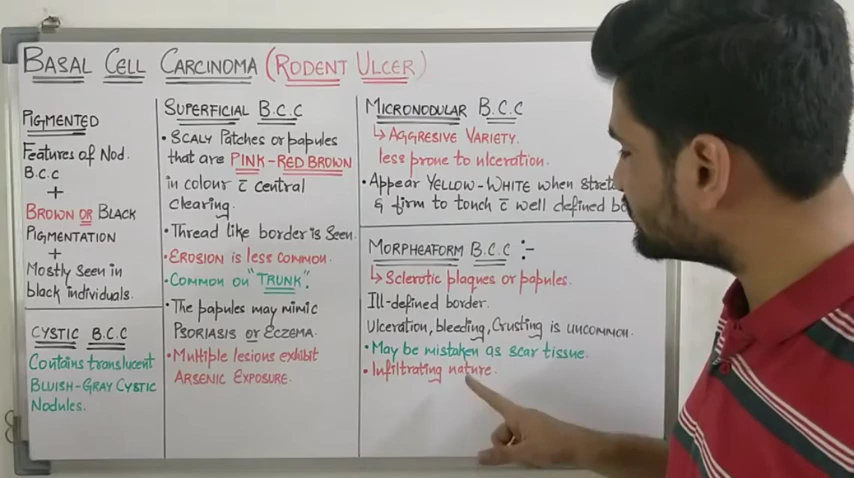 BASAL CELL CARCINOMA (RODENT ULCER)
PIGMENTED
Features of Nod.
B.C.C
+
BROWN OR BLACK
PIGMENTATION
+
Mostly seen in
black individuals.
CYSTIC B.C.C
Contains translucent
BLUISH-GRAY CYSTIC
Nodules.
SUPERFICIAL B.C.C
• SCALY Patches or papules
that are PINK-RED BROWN
in colour c̄ central
clearing.
• Thread like border is seen.
• EROSION is less common.
• Common on "TRUNK".
• The papules may mimic
PSORIASIS or ECZEMA.
• Multiple lesions exhibit
ARSENIC EXPOSURE.
MICRONODULAR B.C.C
↳ AGGRESIVE VARIETY.
less prone to ulceration.
• Appear YELLOW-WHITE when
& firm to touch c̄ well defined
MORPHEAFORM B.C.C :-
↳ Sclerotic plaques or papules.
Ill-defined border.
Ulceration, bleeding, Crusting is UNCOMMON.
• May be mistaken as scar tissue.
• Infiltrating nature.